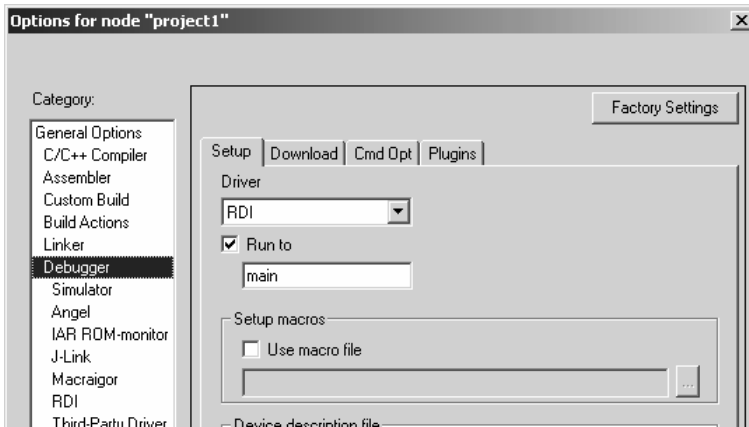 Options for node "project1"
Category:
Factory Settings
General Options
C/C++ Compiler
Assembler
Custom Build
Build Actions
Linker
Debugger
Simulator
Angel
IAR ROM-monitor
J-Link
Macraigor
RDI
Third-Party Driver
Setup Download Cmd Opt Plugins
Driver
RDI
Run to
main
Setup macros
Use macro file
...
Device description file